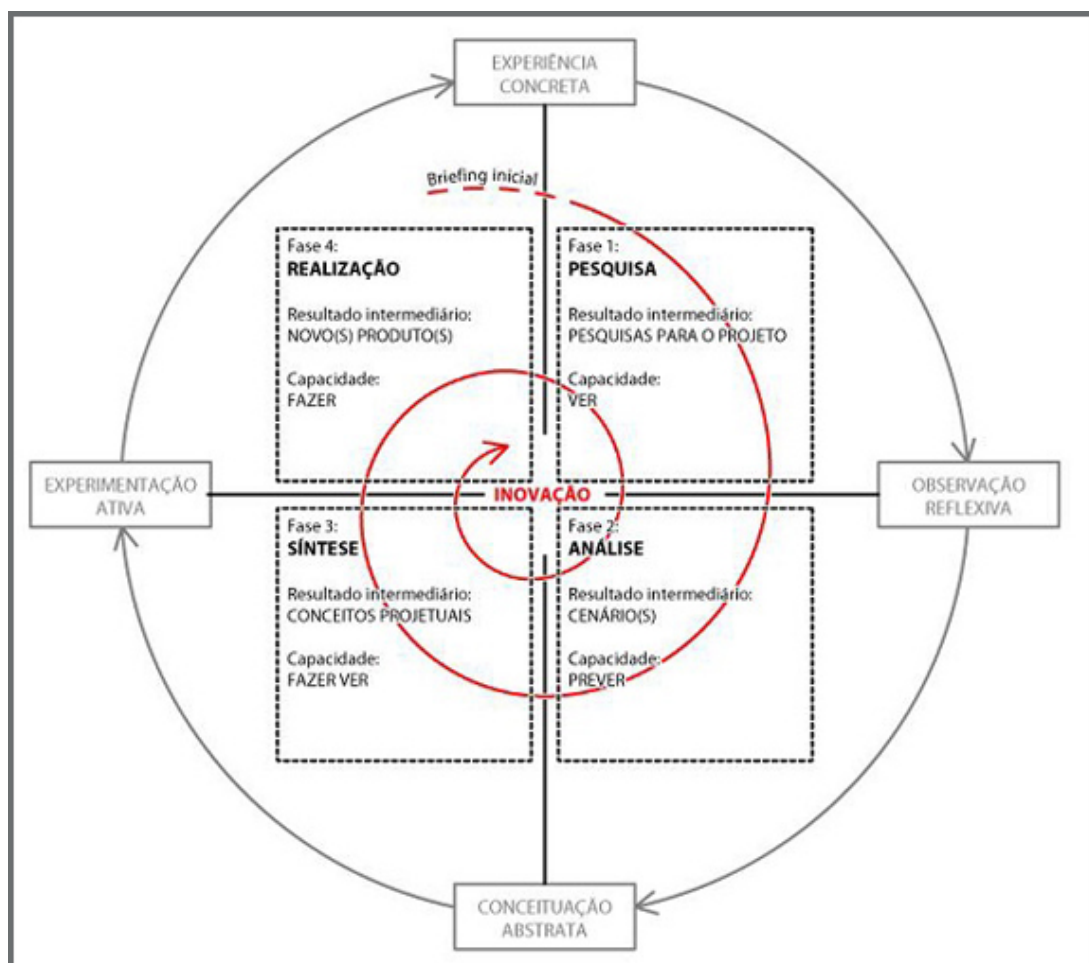 EXPERIÊNCIA
CONCRETA
Briefing inicial
Fase 4:
REALIZAÇÃO
Resultado intermediário:
NOVO(S) PRODUTO(S)
Capacidade:
FAZER
Fase 1:
PESQUISA
Resultado intermediário:
PESQUISAS PARA O PROJETO
Capacidade:
VER
EXPERIMENTAÇÃO
ATIVA
INOVAÇÃO
OBSERVAÇÃO
REFLEXIVA
Fase 3:
SÍNTESE
Resultado intermediário:
CONCEITOS PROJETUAIS
Capacidade:
FAZER VER
Fase 2:
ANÁLISE
Resultado intermediário:
CENÁRIO(S)
Capacidade:
PREVER
CONCEITUAÇÃO
ABSTRATA